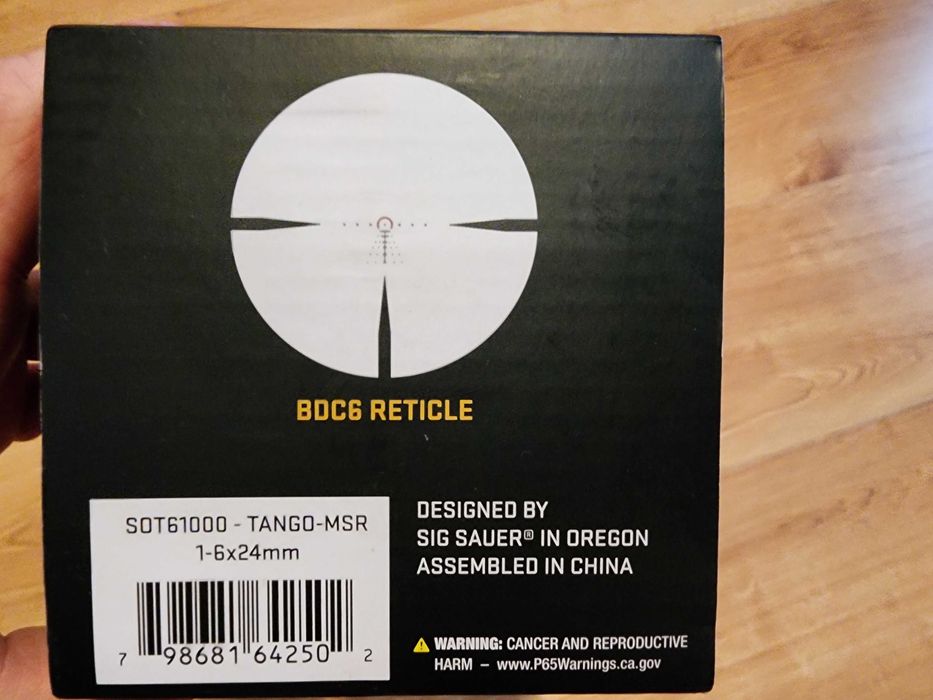 BDC6 RETICLE
SOT61000 - TANGO-MSR
1-6x24mm
7 98681 64250 2
DESIGNED BY
SIG SAUER® IN OREGON
ASSEMBLED IN CHINA
WARNING: CANCER AND REPRODUCTIVE
HARM – www.P65Warnings.ca.gov